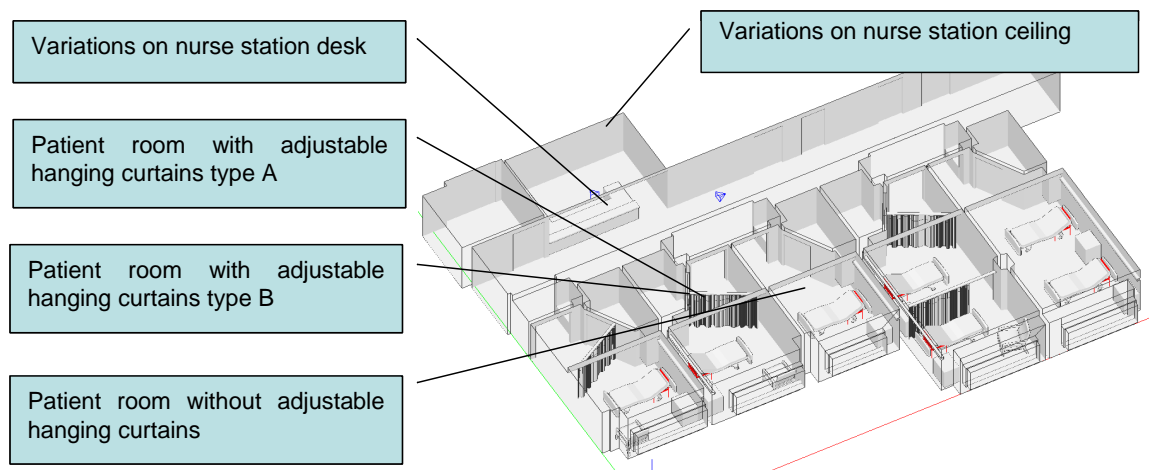 Variations on nurse station desk
Variations on nurse station ceiling
Patient room with adjustable
hanging curtains type A
Patient room with adjustable
hanging curtains type B
Patient room without adjustable
hanging curtains